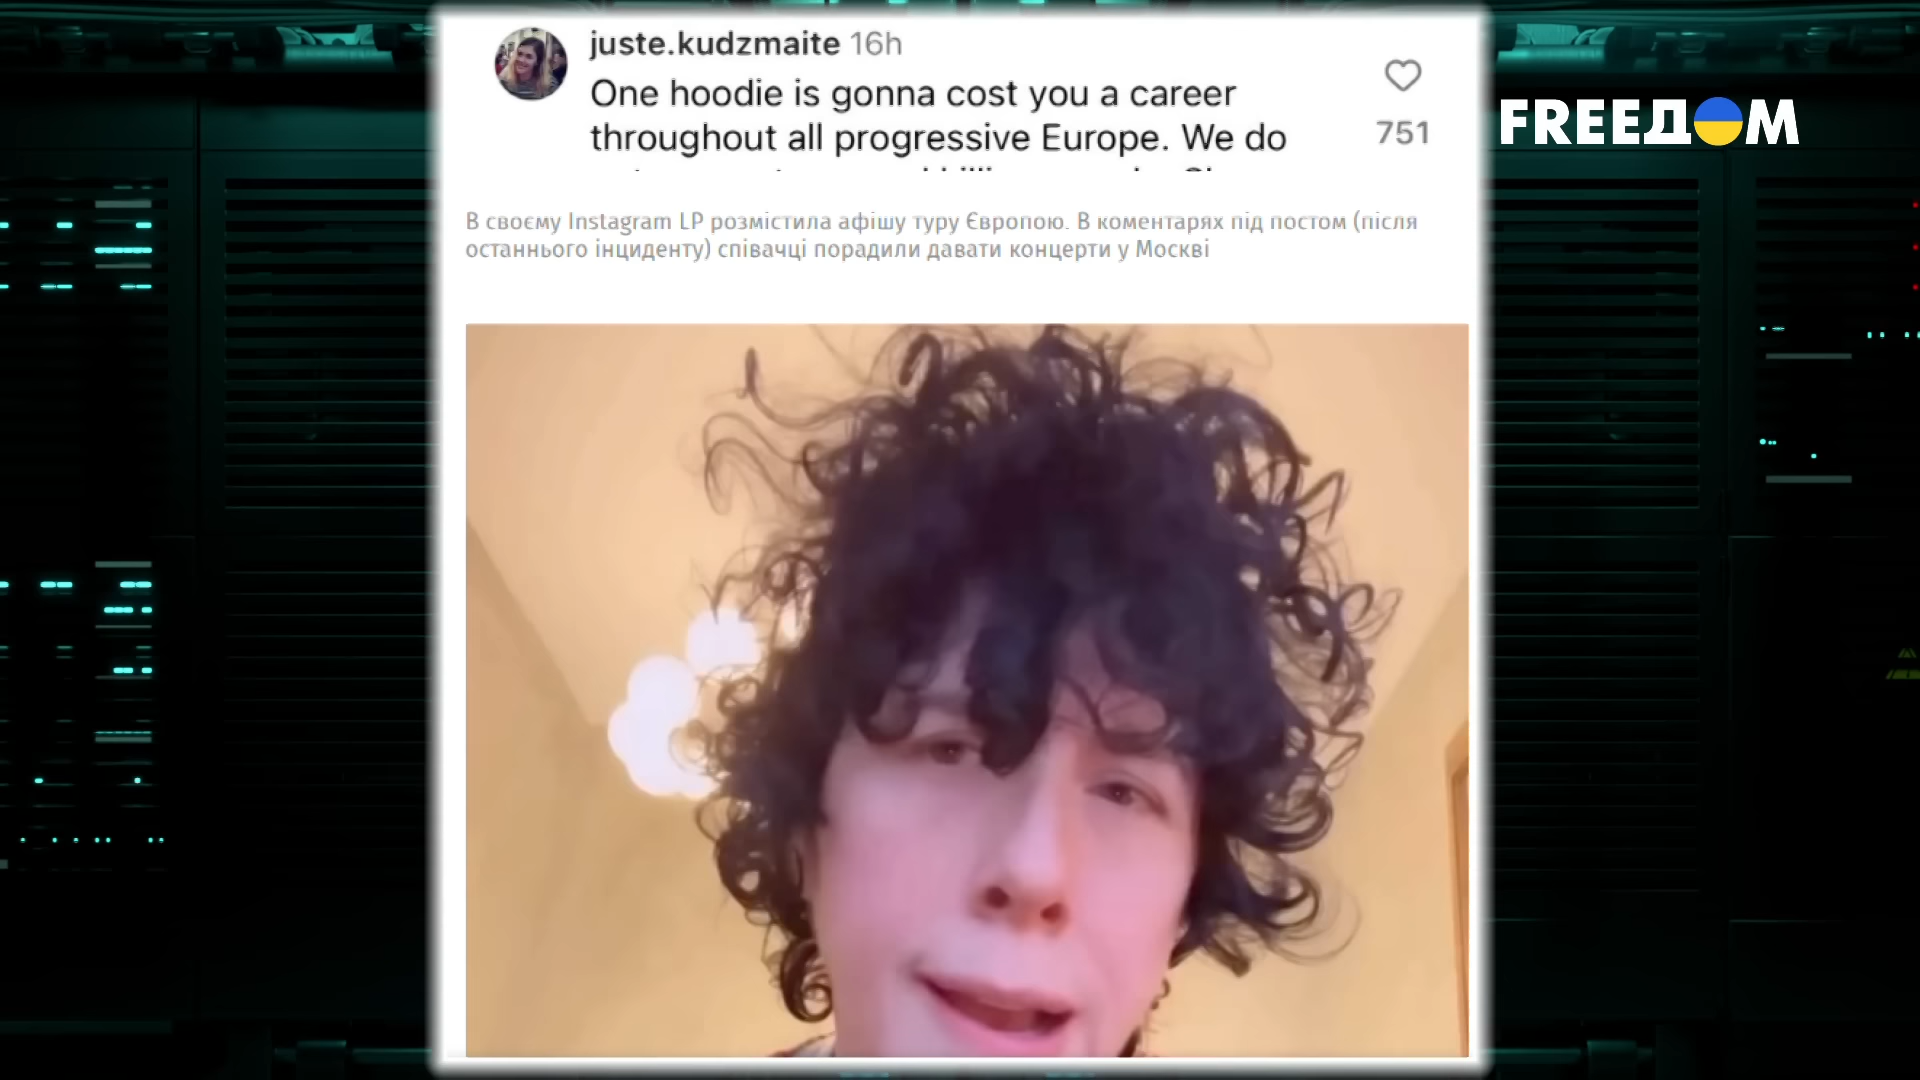 juste.kudzmaite 16h
One hoodie is gonna cost you a career
throughout all progressive Europe. We do
751
FREEДOM
В своєму Instagram LP розмістила афішу туру Європою. В коментарях під постом (після
останнього інциденту) співачці порадили давати концерти у Москві